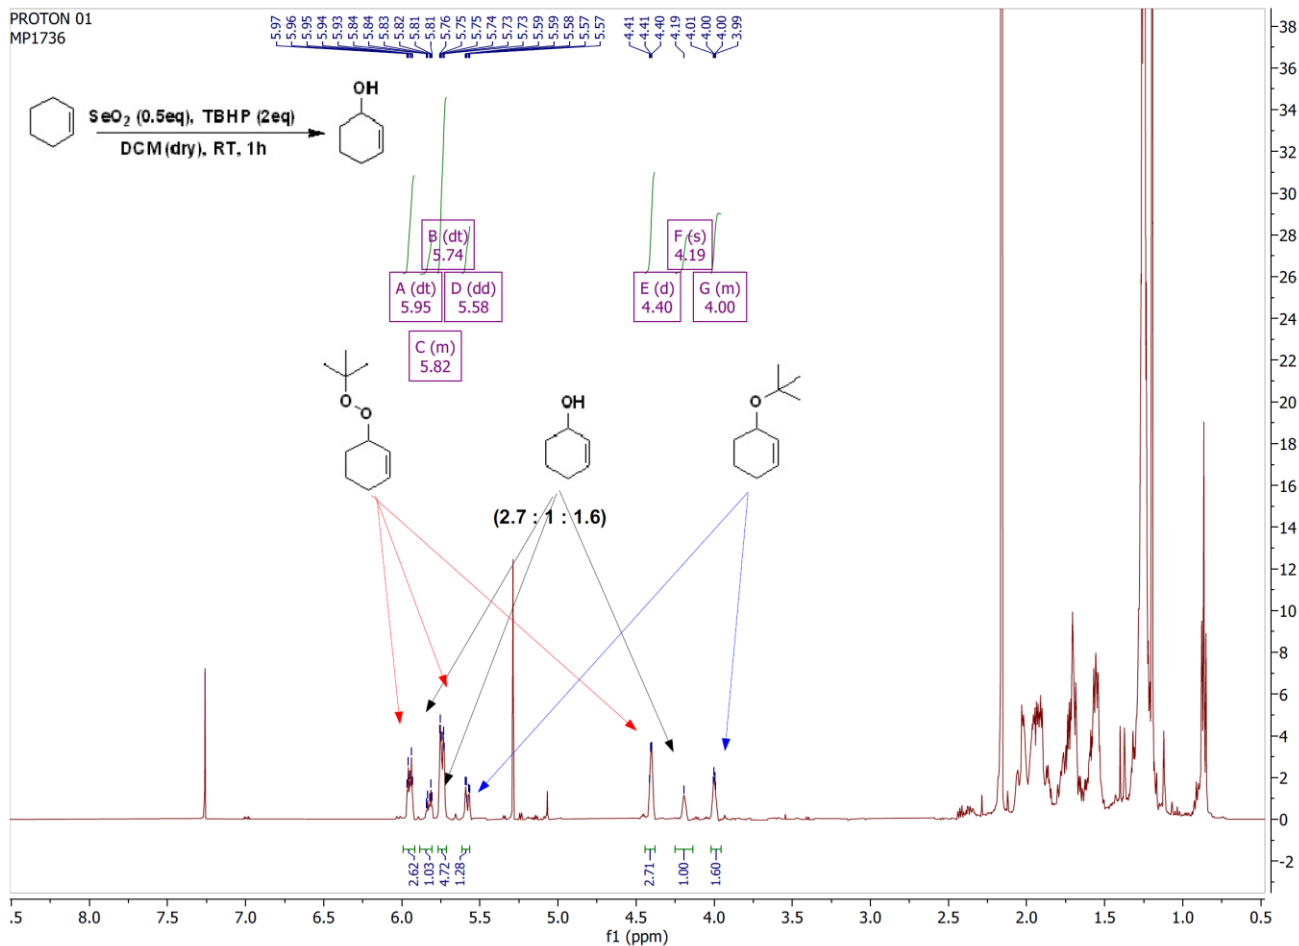 PROTON 01
MP1736
5.97 5.96 5.95 5.94 5.93 5.84 5.84 5.83 5.82 5.81 5.81 5.76 5.75 5.75 5.74 5.73 5.73 5.59 5.59 5.58 5.57 5.57
4.41 4.41 4.40 4.19 4.01 4.00 4.00 3.99
OH
SeO2 (0.5eq), TBHP (2eq)
DCM (dry), RT, 1h
B (dt)
5.74
F (s)
4.19
A (dt)
5.95
D (dd)
5.58
E (d)
4.40
G (m)
4.00
C (m)
5.82
O
O
OH
O
(2.7 : 1 : 1.6)
2.62 1.03 4.72 1.28 2.71 1.00 1.60
.5 8.0 7.5 7.0 6.5 6.0 5.5 5.0 4.5 4.0 3.5 3.0 2.5 2.0 1.5 1.0 0.5
f1 (ppm)
38
36
34
32
30
28
26
24
22
20
18
16
14
12
10
8
6
4
2
0
-2